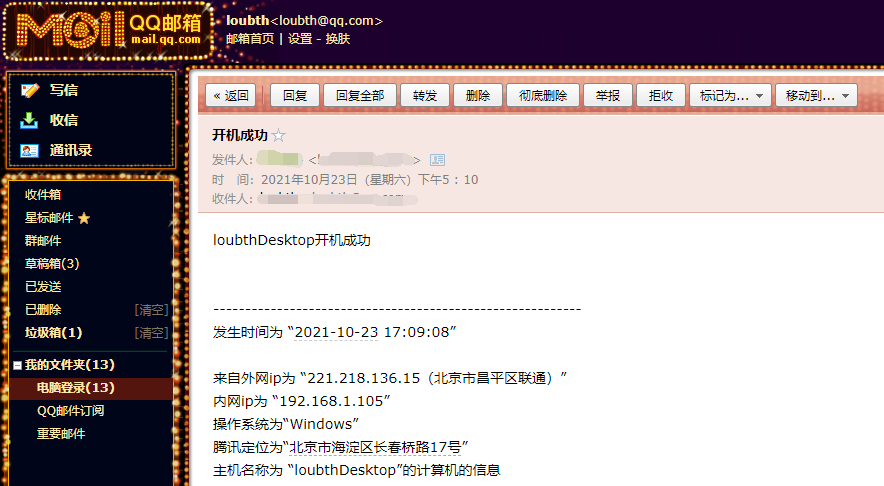 Mail QQ邮箱
mail.qq.com
loubth<loubth@qq.com>
邮箱首页 | 设置 - 换肤
写信
收信
通讯录
收件箱
星标邮件
群邮件
草稿箱(3)
已发送
已删除 [清空]
垃圾箱(1) [清空]
我的文件夹(13)
电脑登录(13)
QQ邮件订阅
重要邮件
« 返回 回复 回复全部 转发 删除 彻底删除 举报 拒收 标记为... 移动到...
开机成功
发件人:
时 间: 2021年10月23日 (星期六) 下午5:10
收件人:
loubthDesktop开机成功
----------------------------------------------------------
发生时间为 “2021-10-23 17:09:08”
来自外网ip为 “221.218.136.15（北京市昌平区联通）”
内网ip为 “192.168.1.105”
操作系统为“Windows”
腾讯定位为“北京市海淀区长春桥路17号”
主机名称为 “loubthDesktop”的计算机的信息